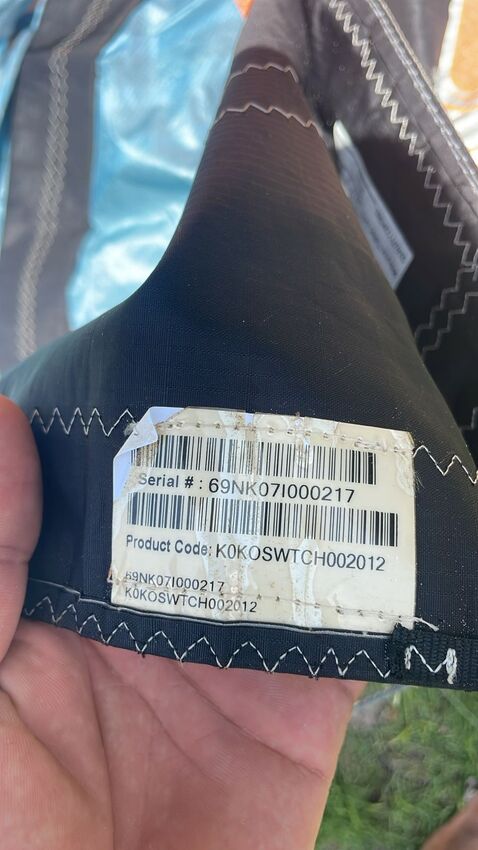 Serial # : 69NK07I000217
Product Code: K0KOSWTCH002012
69NK07I000217
K0KOSWTCH002012